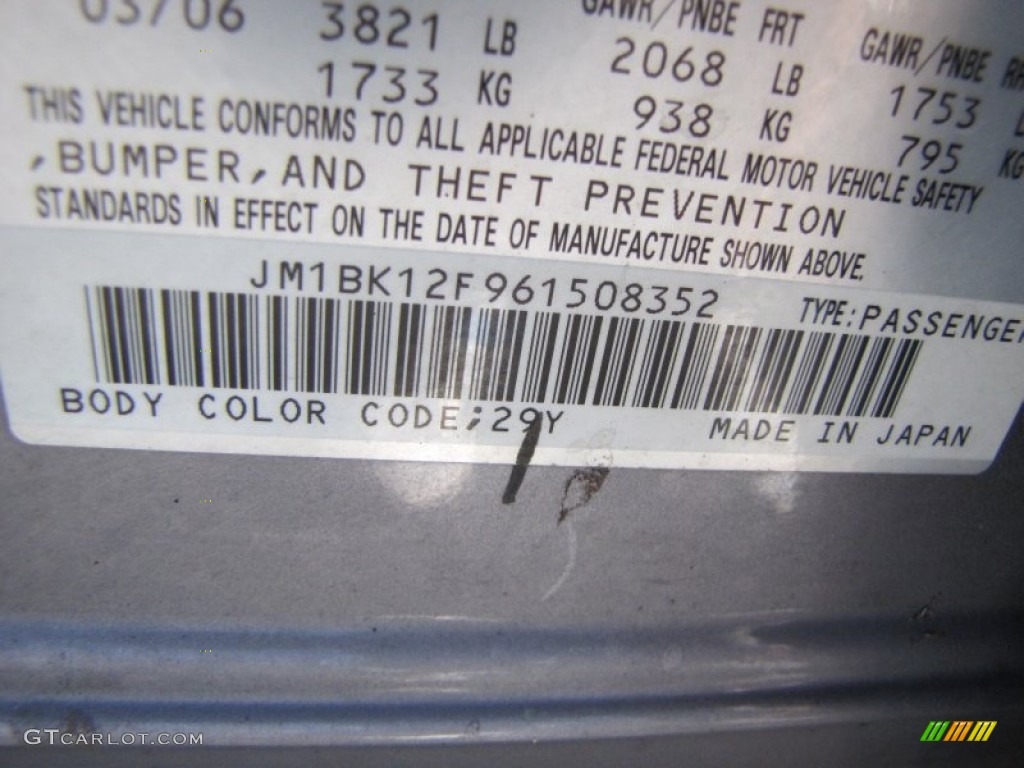 03/06 3821 LB GAWR/PNBE FRT GAWR/PNBE
1733 KG 2068 LB 1753
938 KG 795 KG
THIS VEHICLE CONFORMS TO ALL APPLICABLE FEDERAL MOTOR VEHICLE SAFETY
,BUMPER,AND THEFT PREVENTION
STANDARDS IN EFFECT ON THE DATE OF MANUFACTURE SHOWN ABOVE.
JM1BK12F961508352 TYPE:PASSENGER
BODY COLOR CODE;29Y MADE IN JAPAN
GTCARLOT.COM